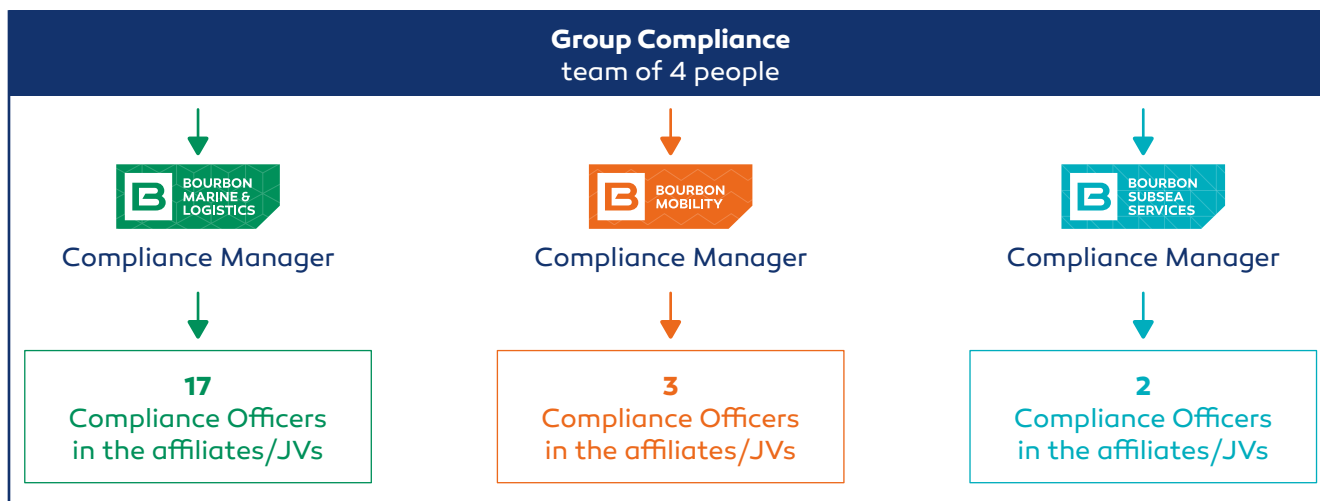 Group Compliance
team of 4 people
BOURBON
MARINE &
LOGISTICS
Compliance Manager
17
Compliance Officers
in the affiliates/JVs
BOURBON
MOBILITY
Compliance Manager
3
Compliance Officers
in the affiliates/JVs
BOURBON
SUBSEA
SERVICES
Compliance Manager
2
Compliance Officers
in the affiliates/JVs